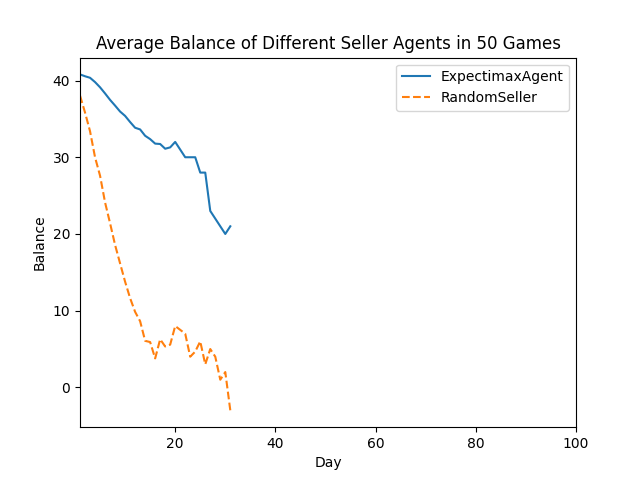 Average Balance of Different Seller Agents in 50 Games
ExpectimaxAgent
RandomSeller
40
30
20
10
0
Balance
20 40 60 80 100
Day